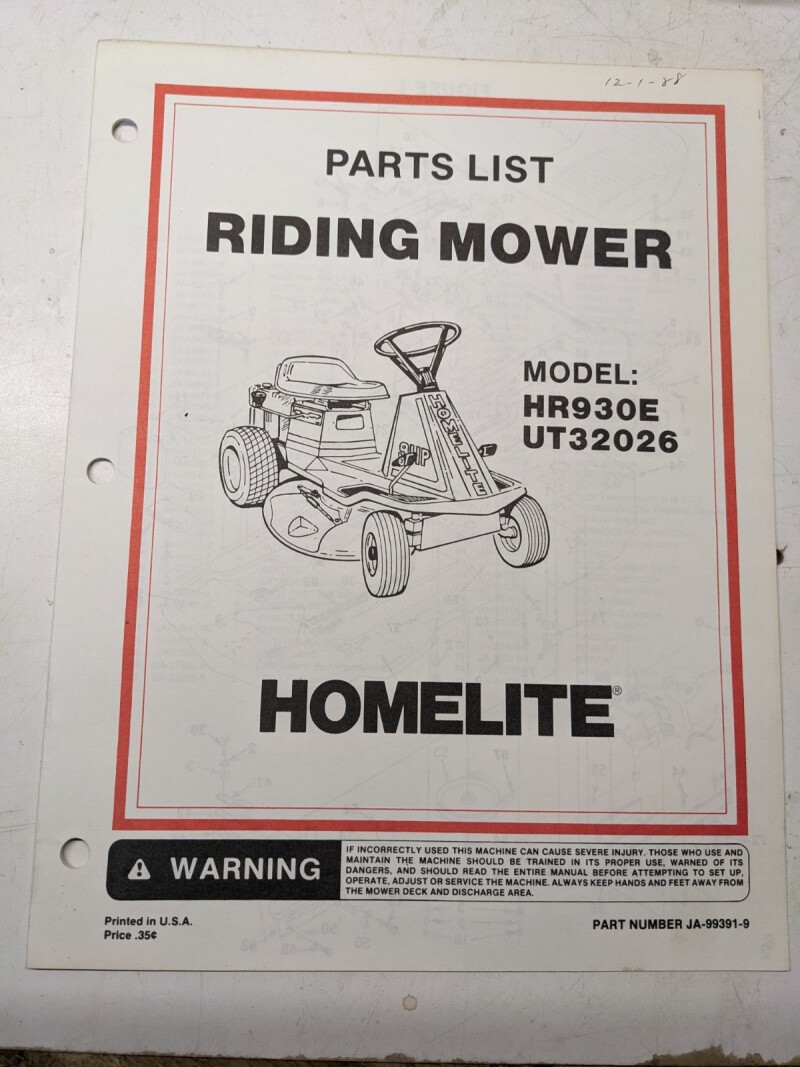 12-1-88
PARTS LIST
RIDING MOWER
MODEL:
HR930E
UT32026
HOMELITE
8HP
HOMELITE®
WARNING
IF INCORRECTLY USED THIS MACHINE CAN CAUSE SEVERE INJURY. THOSE WHO USE AND
MAINTAIN THE MACHINE SHOULD BE TRAINED IN ITS PROPER USE, WARNED OF ITS
DANGERS, AND SHOULD READ THE ENTIRE MANUAL BEFORE ATTEMPTING TO SET UP,
OPERATE, ADJUST OR SERVICE THE MACHINE. ALWAYS KEEP HANDS AND FEET AWAY FROM
THE MOWER DECK AND DISCHARGE AREA.
Printed in U.S.A.
Price .35¢
PART NUMBER JA-99391-9